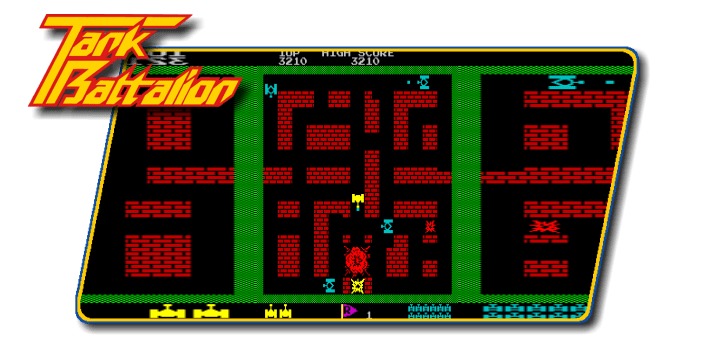 Tank
Battalion
1UP HIGH SCORE
3210 3210
1